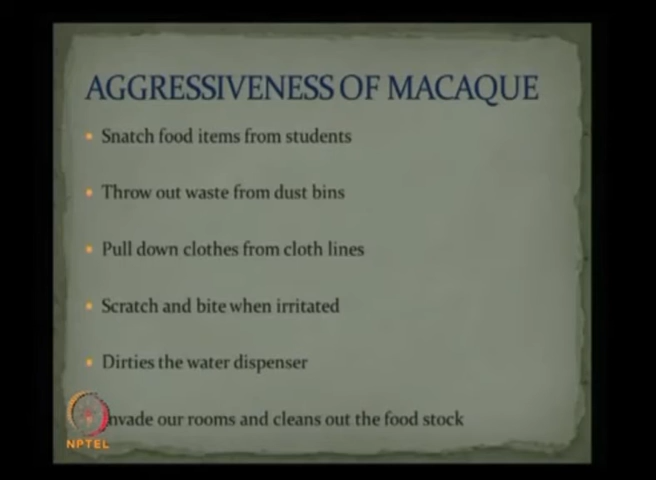 AGGRESSIVENESS OF MACAQUE
Snatch food items from students
Throw out waste from dust bins
Pull down clothes from cloth lines
Scratch and bite when irritated
Dirties the water dispenser
nvade our rooms and cleans out the food stock
NPTEL